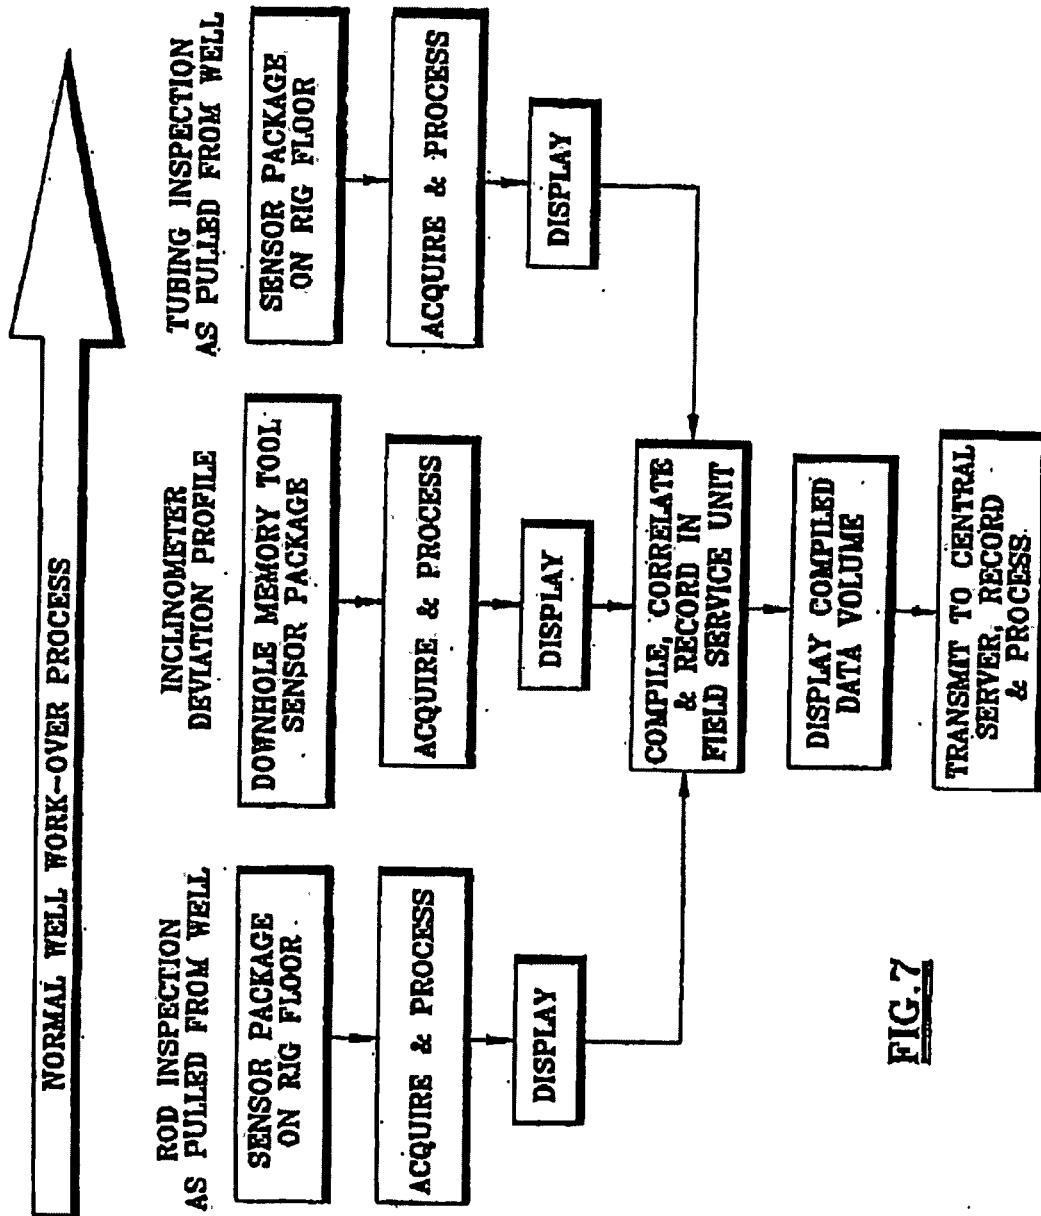 NORMAL WELL WORK-OVER PROCESS
ROD INSPECTION
AS PULLED FROM WELL
SENSOR PACKAGE
ON RIG FLOOR
ACQUIRE & PROCESS
DISPLAY
INCLINOMETER
DEVIATION PROFILE
DOWNHOLE MEMORY TOOL
SENSOR PACKAGE
ACQUIRE & PROCESS
DISPLAY
TUBING INSPECTION
AS PULLED FROM WELL
SENSOR PACKAGE
ON RIG FLOOR
ACQUIRE & PROCESS
DISPLAY
COMPILE, CORRELATE
& RECORD IN
FIELD SERVICE UNIT
DISPLAY COMPILED
DATA VOLUME
TRANSMIT TO CENTRAL
SERVER, RECORD
& PROCESS
FIG.7